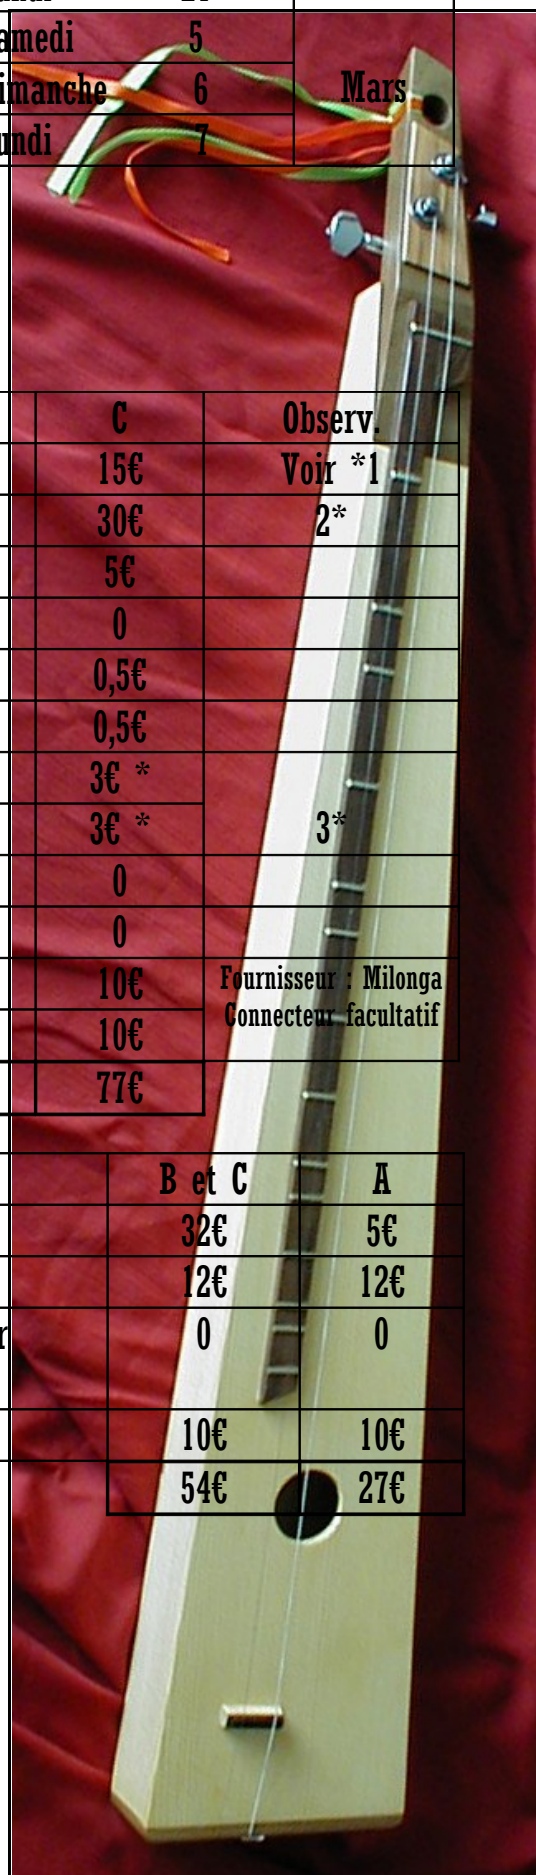 amedi 5
imanche 6 Mars
undi 7
C Observ.
15€ Voir *1
30€ 2*
5€
0
0,5€
0,5€
3€ *
3€ * 3*
0
0
10€ Fournisseur : Milonga
Connecteur facultatif
10€
77€
B et C A
32€ 5€
12€ 12€
r 0 0
10€ 10€
54€ 27€